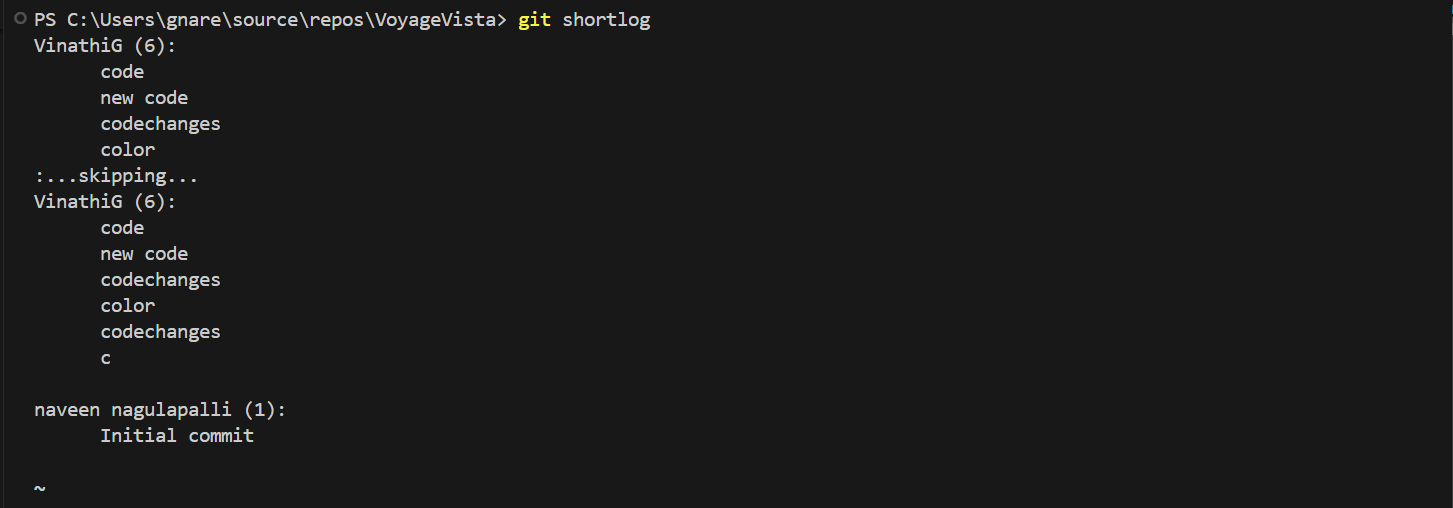 PS C:\Users\gnare\source\repos\VoyageVista> git shortlog
VinathiG (6):
      code
      new code
      codechanges
      color
:...skipping...
VinathiG (6):
      code
      new code
      codechanges
      color
      codechanges
      c

naveen nagulapalli (1):
      Initial commit

~